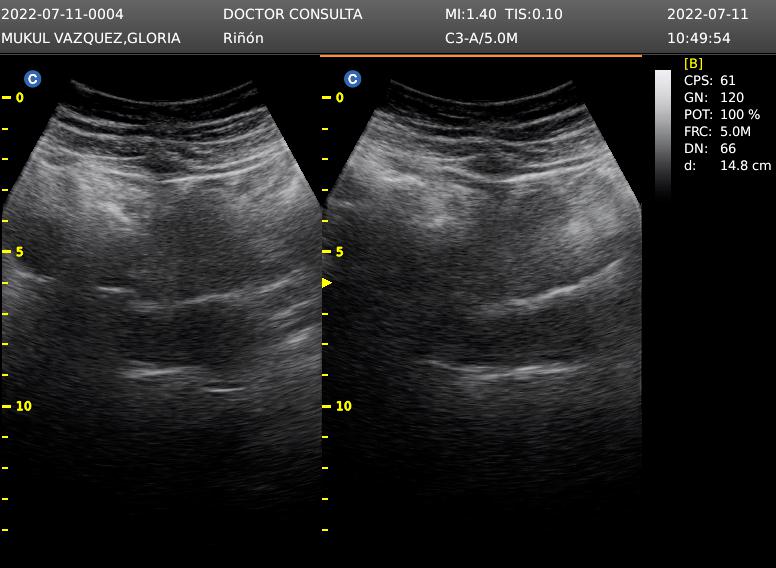 2022-07-11-0004 DOCTOR CONSULTA MI:1.40 TIS:0.10 2022-07-11
MUKUL VAZQUEZ,GLORIA Riñón C3-A/5.0M 10:49:54
C C
[B]
CPS: 61
GN: 120
POT: 100 %
FRC: 5.0M
DN: 66
d: 14.8 cm
0 0
5 5
10 10